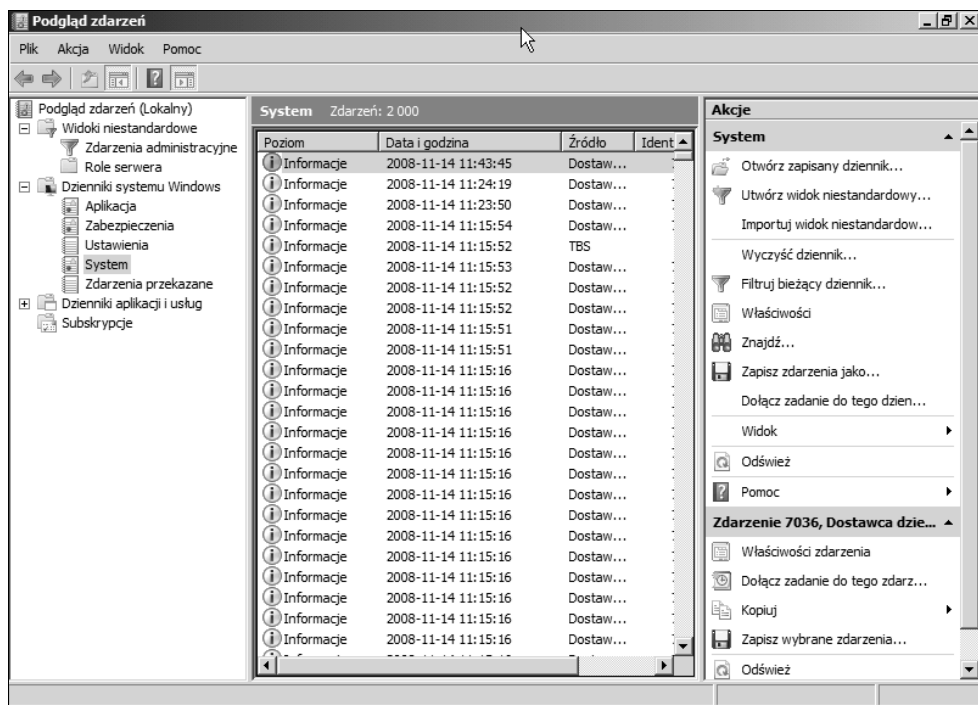 Podgląd zdarzeń
Plik Akcja Widok Pomoc
Podgląd zdarzeń (Lokalny)
Widoki niestandardowe
Zdarzenia administracyjne
Role serwera
Dzienniki systemu Windows
Aplikacja
Zabezpieczenia
Ustawienia
System
Zdarzenia przekazane
Dzienniki aplikacji i usług
Subskrypcje
System Zdarzeń: 2 000
Poziom Data i godzina Źródło Ident
Informacje 2008-11-14 11:43:45 Dostaw...
Informacje 2008-11-14 11:24:19 Dostaw...
Informacje 2008-11-14 11:23:50 Dostaw...
Informacje 2008-11-14 11:15:54 Dostaw...
Informacje 2008-11-14 11:15:52 TBS
Informacje 2008-11-14 11:15:53 Dostaw...
Informacje 2008-11-14 11:15:52 Dostaw...
Informacje 2008-11-14 11:15:52 Dostaw...
Informacje 2008-11-14 11:15:51 Dostaw...
Informacje 2008-11-14 11:15:51 Dostaw...
Informacje 2008-11-14 11:15:16 Dostaw...
Informacje 2008-11-14 11:15:16 Dostaw...
Informacje 2008-11-14 11:15:16 Dostaw...
Informacje 2008-11-14 11:15:16 Dostaw...
Informacje 2008-11-14 11:15:16 Dostaw...
Informacje 2008-11-14 11:15:16 Dostaw...
Informacje 2008-11-14 11:15:16 Dostaw...
Informacje 2008-11-14 11:15:16 Dostaw...
Informacje 2008-11-14 11:15:16 Dostaw...
Informacje 2008-11-14 11:15:16 Dostaw...
Informacje 2008-11-14 11:15:16 Dostaw...
Informacje 2008-11-14 11:15:16 Dostaw...
Informacje 2008-11-14 11:15:16 Dostaw...
Informacje 2008-11-14 11:15:16 Dostaw...
Akcje
System
Otwórz zapisany dziennik...
Utwórz widok niestandardowy...
Importuj widok niestandardow...
Wyczyść dziennik...
Filtruj bieżący dziennik...
Właściwości
Znajdź...
Zapisz zdarzenia jako...
Dołącz zadanie do tego dzien...
Widok
Odśwież
Pomoc
Zdarzenie 7036, Dostawca dzie...
Właściwości zdarzenia
Dołącz zadanie do tego zdarz...
Kopiuj
Zapisz wybrane zdarzenia...
Odśwież